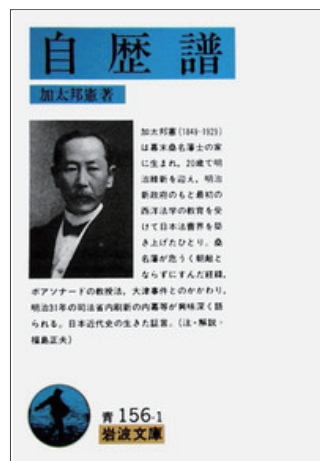 自歴譜
加太邦憲著
加太邦憲(1849-1929)
は幕末桑名藩士の家
に生まれ，20歳で明
治維新を迎え，明治
新政府のもと最初の
西洋法学の教育を受
けて日本法曹界を築
き上げたひとり．桑
名藩が危うく朝敵と
ならずにすんだ経緯，
ボアソナードの教授法，大津事件とのかかわり，
明治31年の司法省内刷新の内幕等が興味深く語
られる．日本近代史の生きた証言．(注・解説・
福島正夫)
青 156-1
岩波文庫